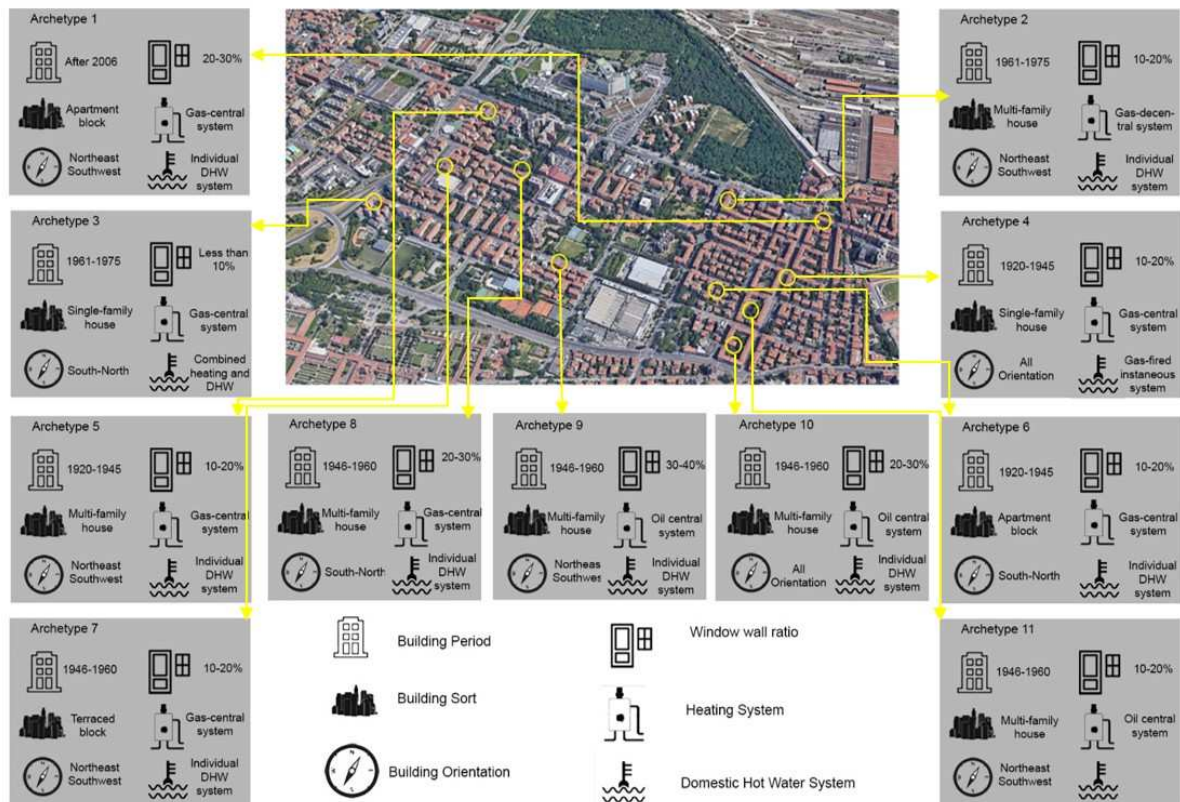 Archetype 1
After 2006
20-30%
Apartment
block
Gas-central
system
Northeast
Southwest
Individual
DHW
system
Archetype 2
1961-1975
10-20%
Multi-family
house
Gas-decen-
tral system
Northeast
Southwest
Individual
DHW
system
Archetype 3
1961-1975
Less than
10%
Single-family
house
Gas-central
system
South-North
Combined
heating and
DHW
Archetype 4
1920-1945
10-20%
Single-family
house
Gas-central
system
All
Orientation
Gas-fired
instaneous
system
Archetype 5
1920-1945
10-20%
Multi-family
house
Gas-central
system
Northeast
Southwest
Individual
DHW
system
Archetype 8
1946-1960
20-30%
Multi-family
house
Gas-central
system
South-North
Individual
DHW
system
Archetype 9
1946-1960
30-40%
Multi-family
house
Oil central
system
Northeas
Southwes
Individual
DHW
system
Archetype 10
1946-1960
20-30%
Multi-family
house
Oil central
system
All
Orientation
Individual
DHW
system
Archetype 6
1920-1945
10-20%
Apartment
block
Gas-central
system
South-North
Individual
DHW
system
Archetype 7
1946-1960
10-20%
Terraced
block
Gas-central
system
Northeast
Southwest
Individual
DHW
system
Building Period
Window wall ratio
Building Sort
Heating System
Building Orientation
Domestic Hot Water System
Archetype 11
1946-1960
10-20%
Multi-family
house
Oil central
system
Northeast
Southwest